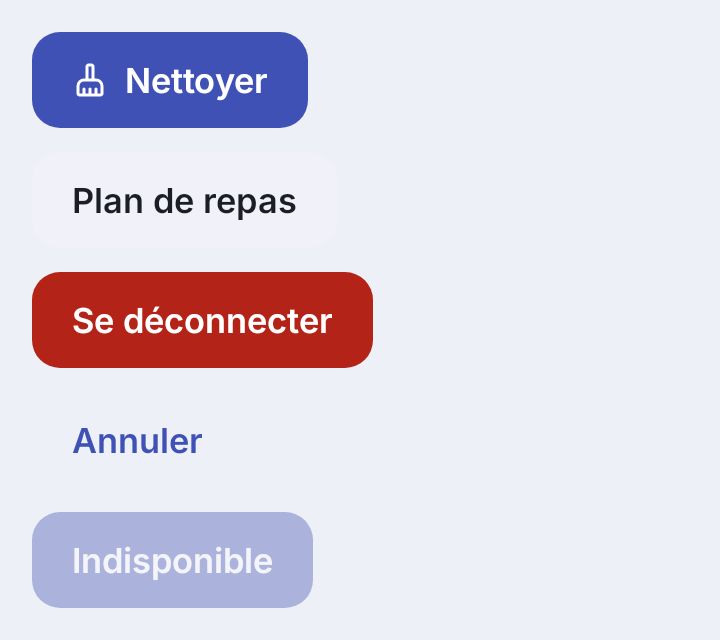 Nettoyer
Plan de repas
Se déconnecter
Annuler
Indisponible